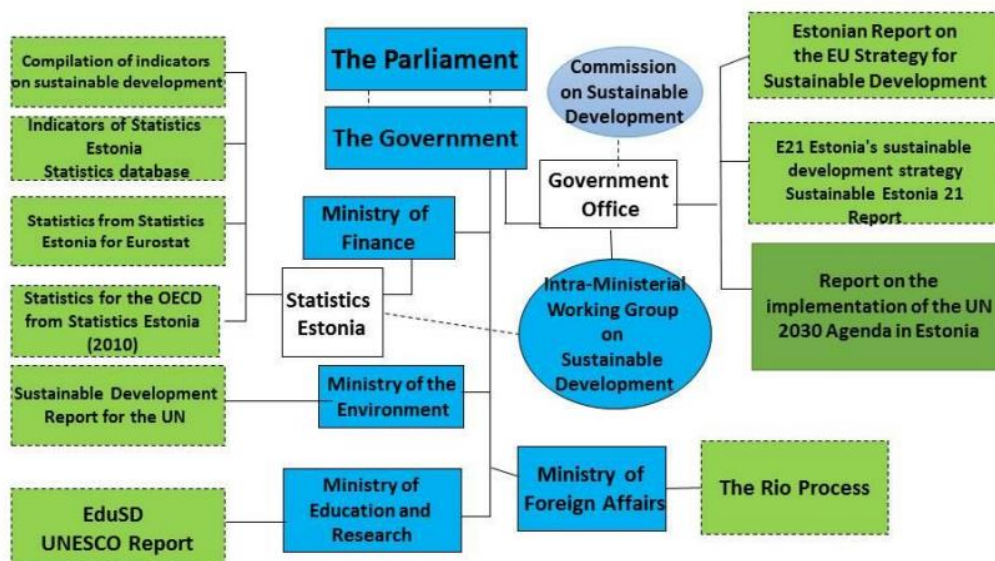 Compilation of indicators
on sustainable development
Indicators of Statistics
Estonia
Statistics database
Statistics from Statistics
Estonia for Eurostat
Statistics for the OECD
from Statistics Estonia
(2010)
Sustainable Development
Report for the UN
EduSD
UNESCO Report
The Parliament
The Government
Ministry of
Finance
Statistics
Estonia
Ministry of the
Environment
Ministry of
Education and
Research
Commission
on Sustainable
Development
Government
Office
Intra-Ministerial
Working Group
on
Sustainable
Development
Ministry of
Foreign Affairs
Estonian Report on
the EU Strategy for
Sustainable Development
E21 Estonia's sustainable
development strategy
Sustainable Estonia 21
Report
Report on the
implementation of the UN
2030 Agenda in Estonia
The Rio Process